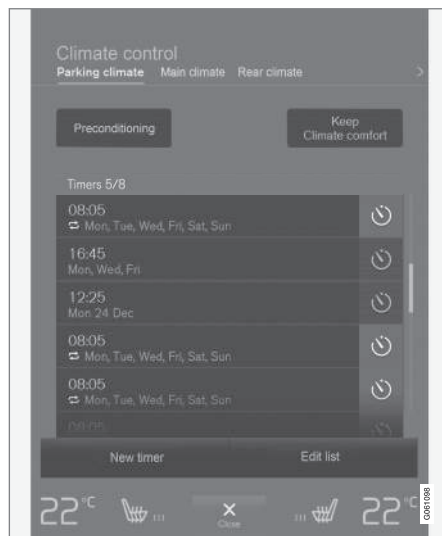 Climate control
Parking climate Main climate Rear climate
Preconditioning
Keep
Climate comfort
Timers 5/8
08:05
Mon, Tue, Wed, Fri, Sat, Sun
16:45
Mon, Wed, Fri
12:25
Mon 24 Dec
08:05
Mon, Tue, Wed, Fri, Sat, Sun
08:05
Mon, Tue, Wed, Fri, Sat, Sun
08:05
New timer Edit list
22°C 22°C
Close
G061098